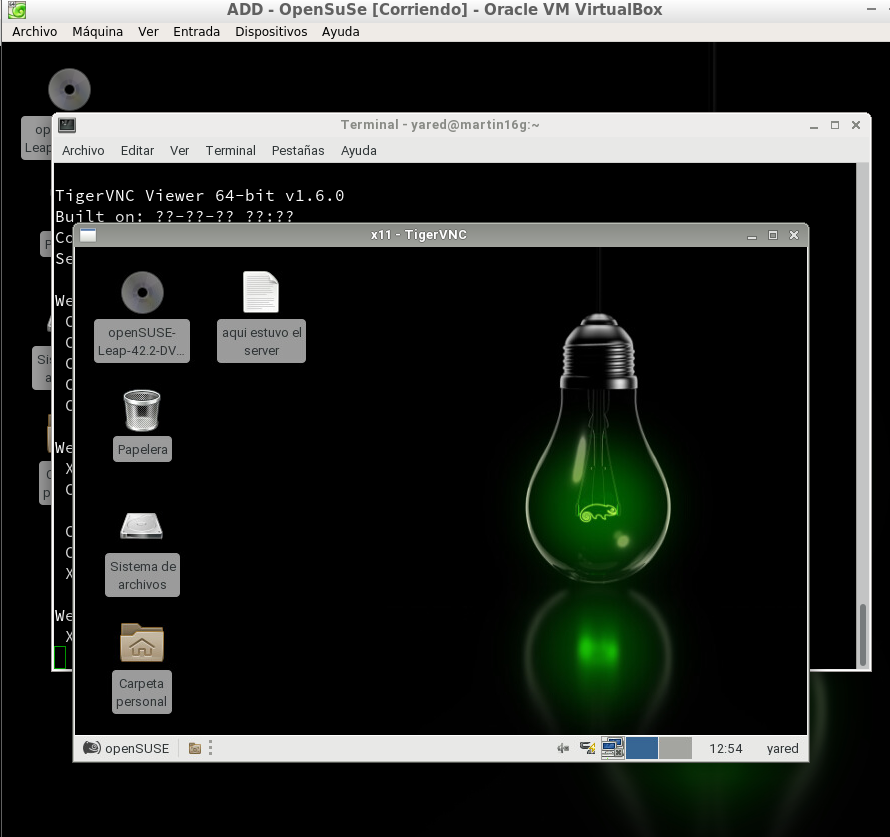 ADD - OpenSuSe [Corriendo] - Oracle VM VirtualBox
Archivo Máquina Ver Entrada Dispositivos Ayuda
op
Leap
Terminal - yared@martin16g:~
Archivo Editar Ver Terminal Pestañas Ayuda
TigerVNC Viewer 64-bit v1.6.0
Built on: ??-??-?? ??:??
Co
Se
We
C
C
C
C
C
We
X
C
C
C
X
We
X
P
Sis
a
C
p
x11 - TigerVNC
openSUSE-
Leap-42.2-DV...
aqui estuvo el
server
Papelera
Sistema de
archivos
Carpeta
personal
openSUSE
12:54
yared